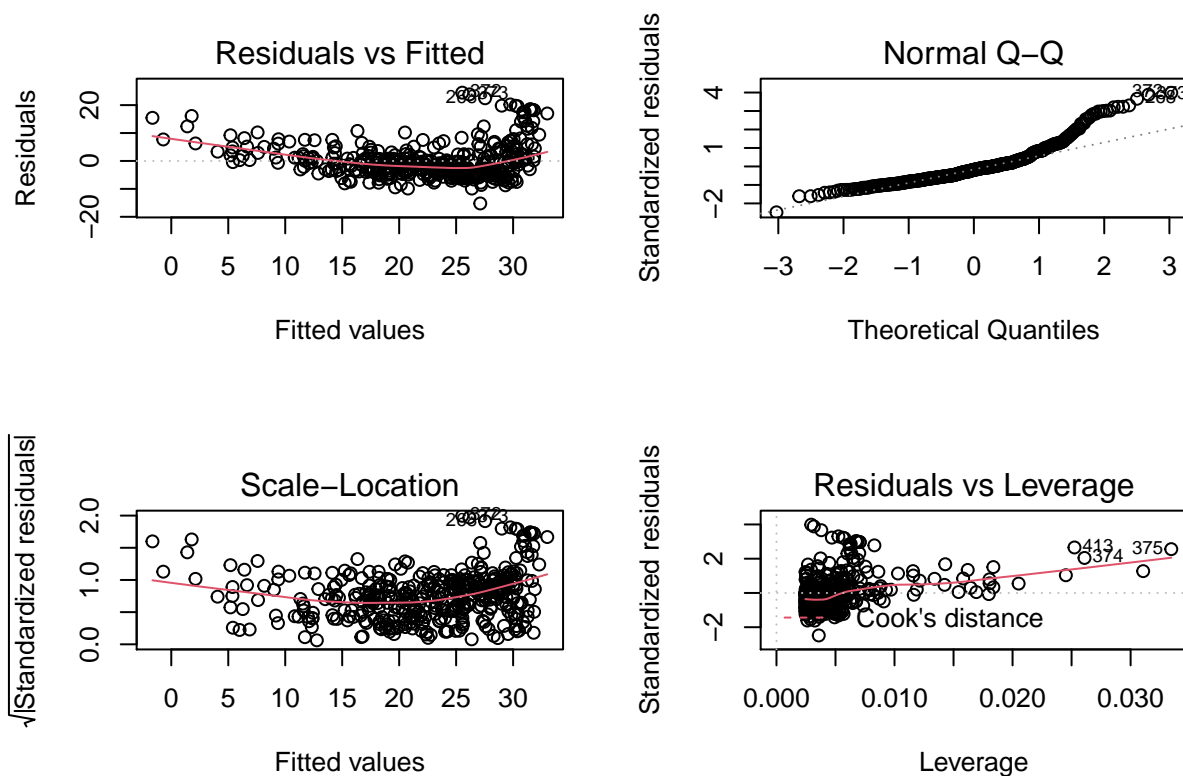 Residuals vs Fitted
Residuals
20
0
−20
0 5 10 15 20 25 30
Fitted values
Normal Q−Q
Standardized residuals
4
1
−2
372
−3 −2 −1 0 1 2 3
Theoretical Quantiles
Scale−Location
√|Standardized residuals|
2.0
1.0
0.0
372
0 5 10 15 20 25 30
Fitted values
Residuals vs Leverage
Standardized residuals
2
−2
413
374
375
Cook's distance
0.000 0.010 0.020 0.030
Leverage